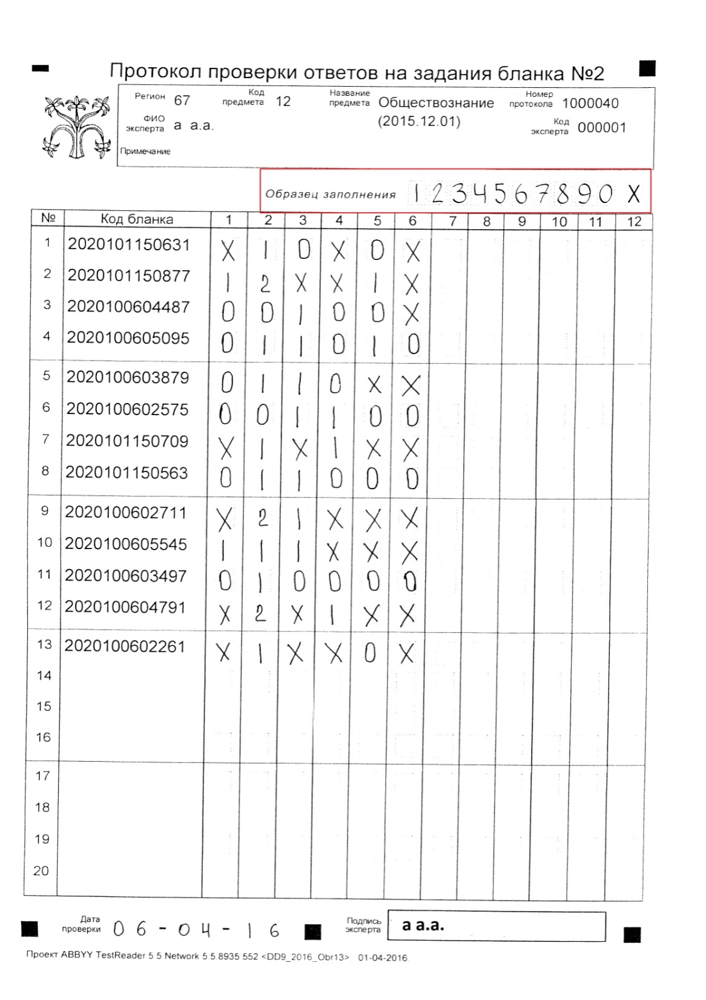 Протокол проверки ответов на задания бланка №2
Регион 67 Код предмета 12 Название предмета Обществознание (2015.12.01) Номер протокола 1000040
ФИО эксперта а а.а. Код эксперта 000001
Примечание
Образец заполнения 1 2 3 4 5 6 7 8 9 0 X
№ Код бланка 1 2 3 4 5 6 7 8 9 10 11 12
1 2020101150631 X 1 0 X 0 X
2 2020101150877 1 2 X X 1 X
3 2020100604487 0 0 1 0 0 X
4 2020100605095 0 1 1 0 1 0
5 2020100603879 0 1 1 0 X X
6 2020100602575 0 0 1 1 0 0
7 2020101150709 X 1 X 1 X X
8 2020101150563 0 1 1 0 0 0
9 2020100602711 X 2 1 X X X
10 2020100605545 1 1 1 X X X
11 2020100603497 0 1 0 0 0 0
12 2020100604791 X 2 X 1 X X
13 2020100602261 X 1 X X 0 X
14
15
16
17
18
19
20
Дата проверки 06-04-16 Подпись эксперта а а.а.
Проект ABBYY TestReader 5 5 Network 5.5.8935 552 <DD9_2016_Obr13> 01-04-2016